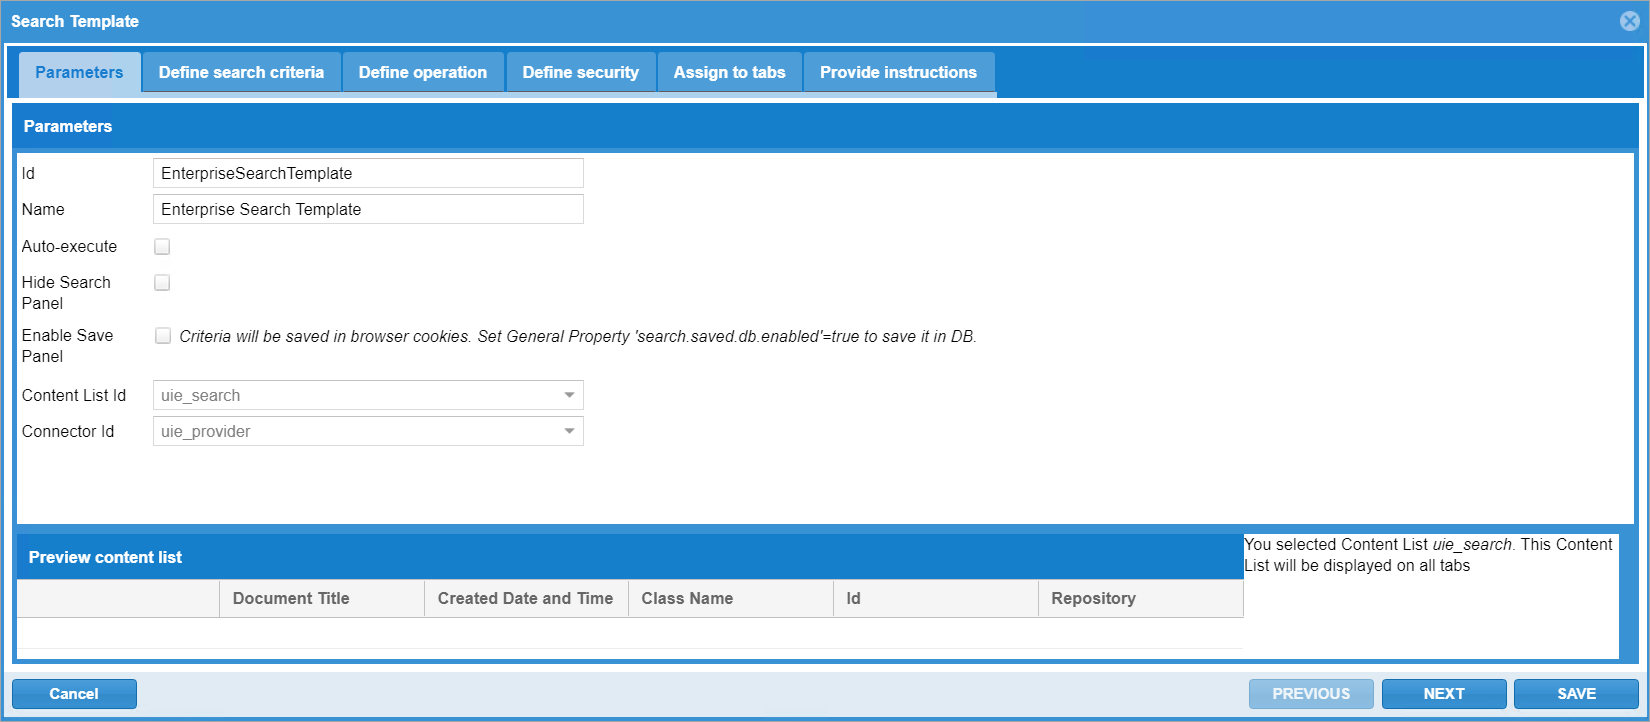 Search Template
Parameters Define search criteria Define operation Define security Assign to tabs Provide instructions
Parameters
Id EnterpriseSearchTemplate
Name Enterprise Search Template
Auto-execute
Hide Search
Panel
Enable Save
Panel
Criteria will be saved in browser cookies. Set General Property 'search.saved.db.enabled'=true to save it in DB.
Content List Id uie_search
Connector Id uie_provider
Preview content list
Document Title Created Date and Time Class Name Id Repository
You selected Content List uie_search. This Content
List will be displayed on all tabs
Cancel PREVIOUS NEXT SAVE